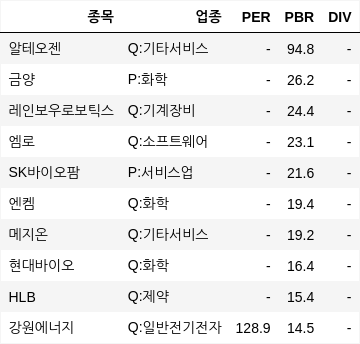 종목 업종 PER PBR DIV
알테오젠 Q:기타서비스 - 94.8 -
금양 P:화학 - 26.2 -
레인보우로보틱스 Q:기계장비 - 24.4 -
엠로 Q:소프트웨어 - 23.1 -
SK바이오팜 P:서비스업 - 21.6 -
엔켐 Q:화학 - 19.4 -
메지온 Q:기타서비스 - 19.2 -
현대바이오 Q:화학 - 16.4 -
HLB Q:제약 - 15.4 -
강원에너지 Q:일반전기전자 128.9 14.5 -